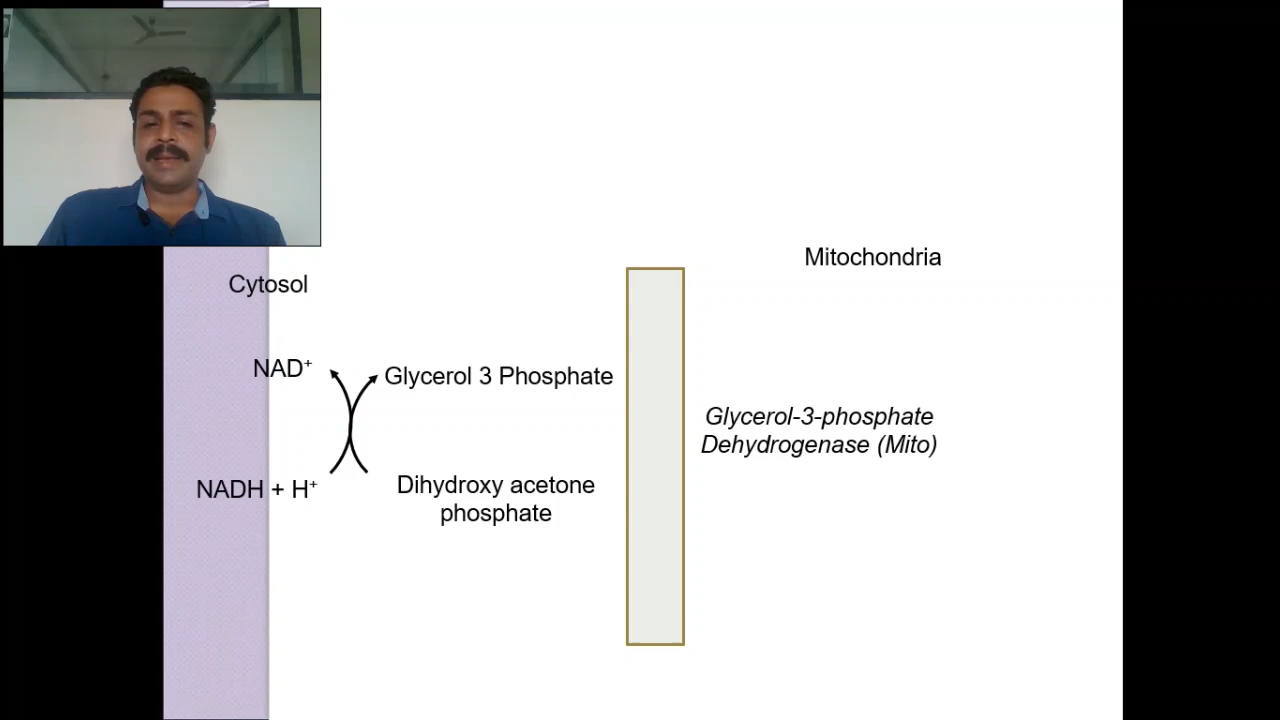 Mitochondria
Cytosol
NAD⁺
Glycerol 3 Phosphate
Glycerol-3-phosphate
Dehydrogenase (Mito)
NADH + H⁺
Dihydroxy acetone
phosphate